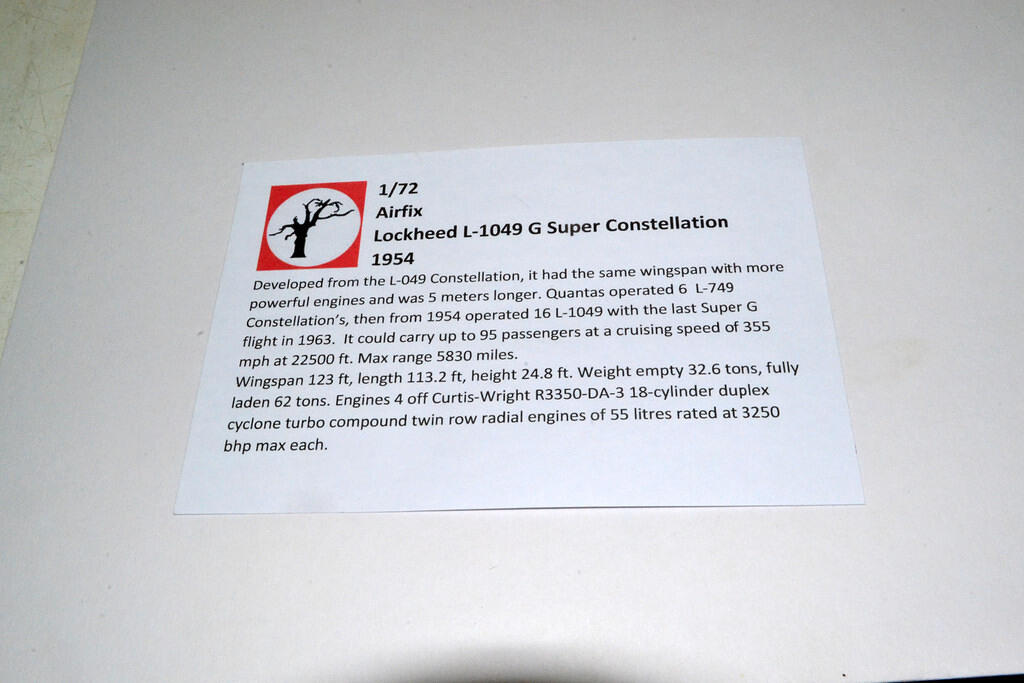 1/72
Airfix
Lockheed L-1049 G Super Constellation
1954
Developed from the L-049 Constellation, it had the same wingspan with more
powerful engines and was 5 meters longer. Quantas operated 6 L-749
Constellation's, then from 1954 operated 16 L-1049 with the last Super G
flight in 1963. It could carry up to 95 passengers at a cruising speed of 355
mph at 22500 ft. Max range 5830 miles.
Wingspan 123 ft, length 113.2 ft, height 24.8 ft. Weight empty 32.6 tons, fully
laden 62 tons. Engines 4 off Curtis-Wright R3350-DA-3 18-cylinder duplex
cyclone turbo compound twin row radial engines of 55 litres rated at 3250
bhp max each.